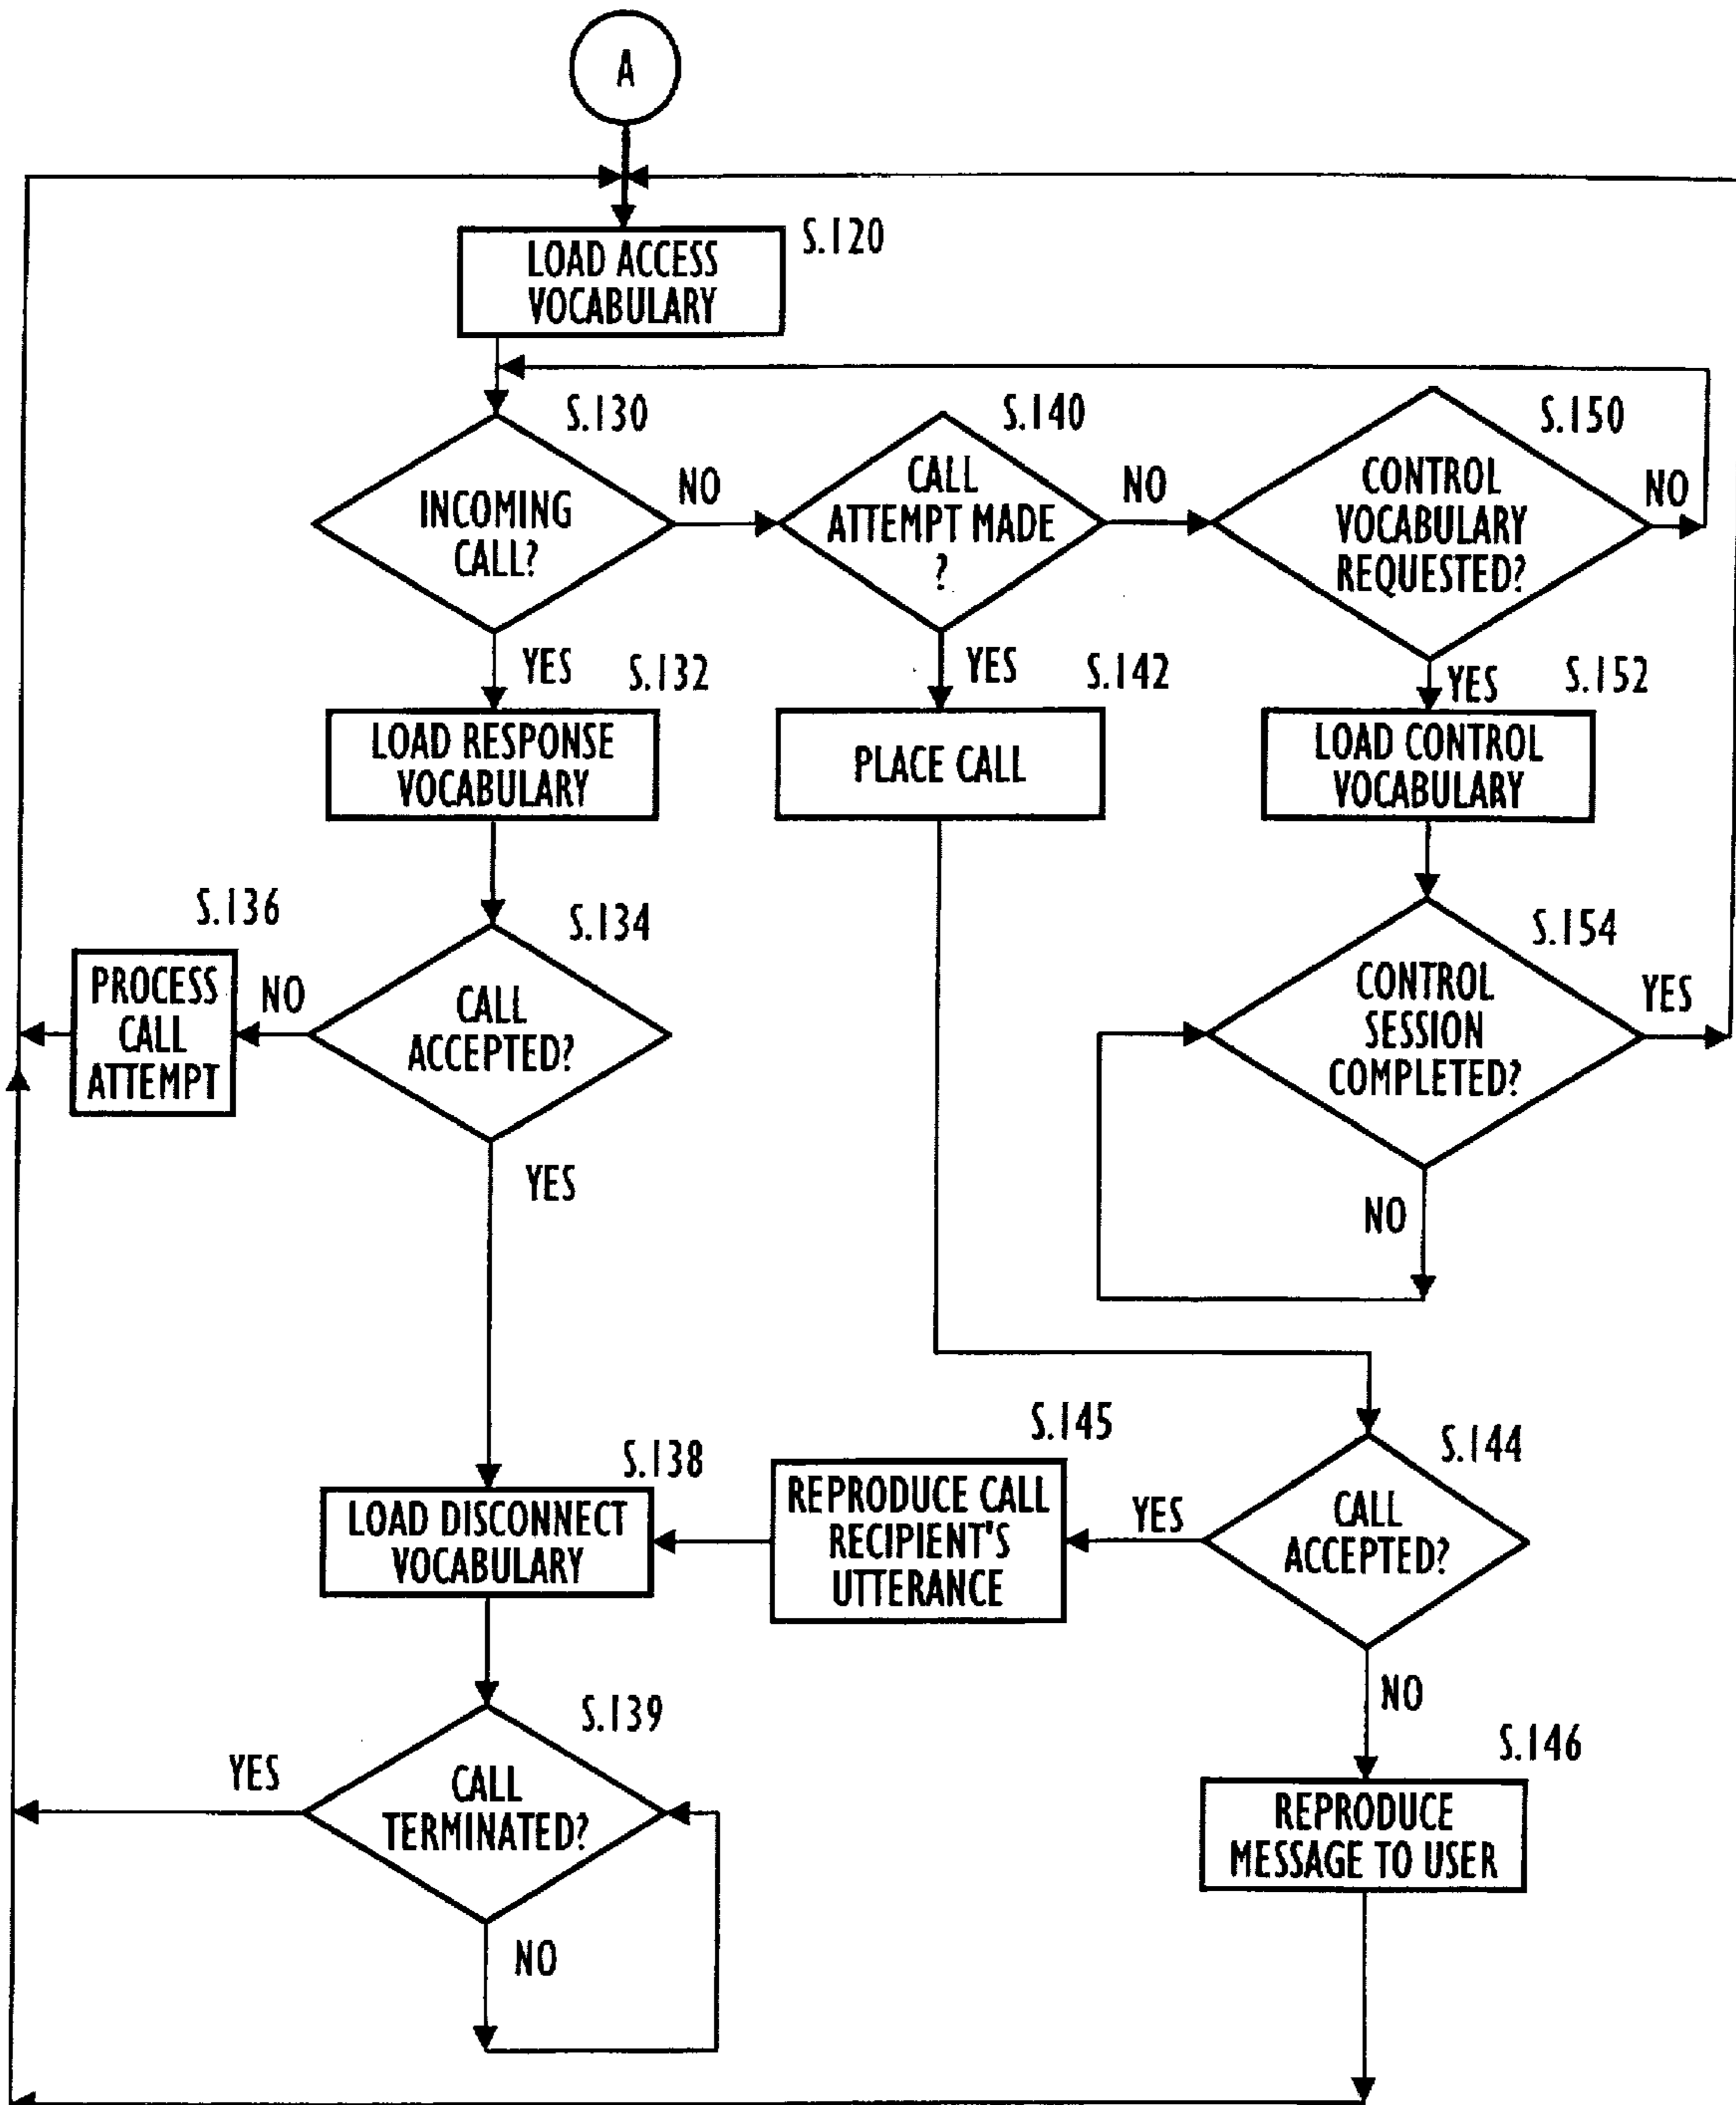 A
S.120
LOAD ACCESS
VOCABULARY
S.130
INCOMING
CALL?
NO
YES
S.140
CALL
ATTEMPT MADE
?
NO
YES
S.150
CONTROL
VOCABULARY
REQUESTED?
NO
YES
S.132
LOAD RESPONSE
VOCABULARY
S.142
PLACE CALL
S.152
LOAD CONTROL
VOCABULARY
S.136
PROCESS
CALL
ATTEMPT
NO
S.134
CALL
ACCEPTED?
YES
S.154
CONTROL
SESSION
COMPLETED?
YES
NO
S.138
LOAD DISCONNECT
VOCABULARY
S.145
REPRODUCE CALL
RECIPIENT'S
UTTERANCE
YES
S.144
CALL
ACCEPTED?
NO
S.139
CALL
TERMINATED?
YES
NO
S.146
REPRODUCE
MESSAGE TO USER